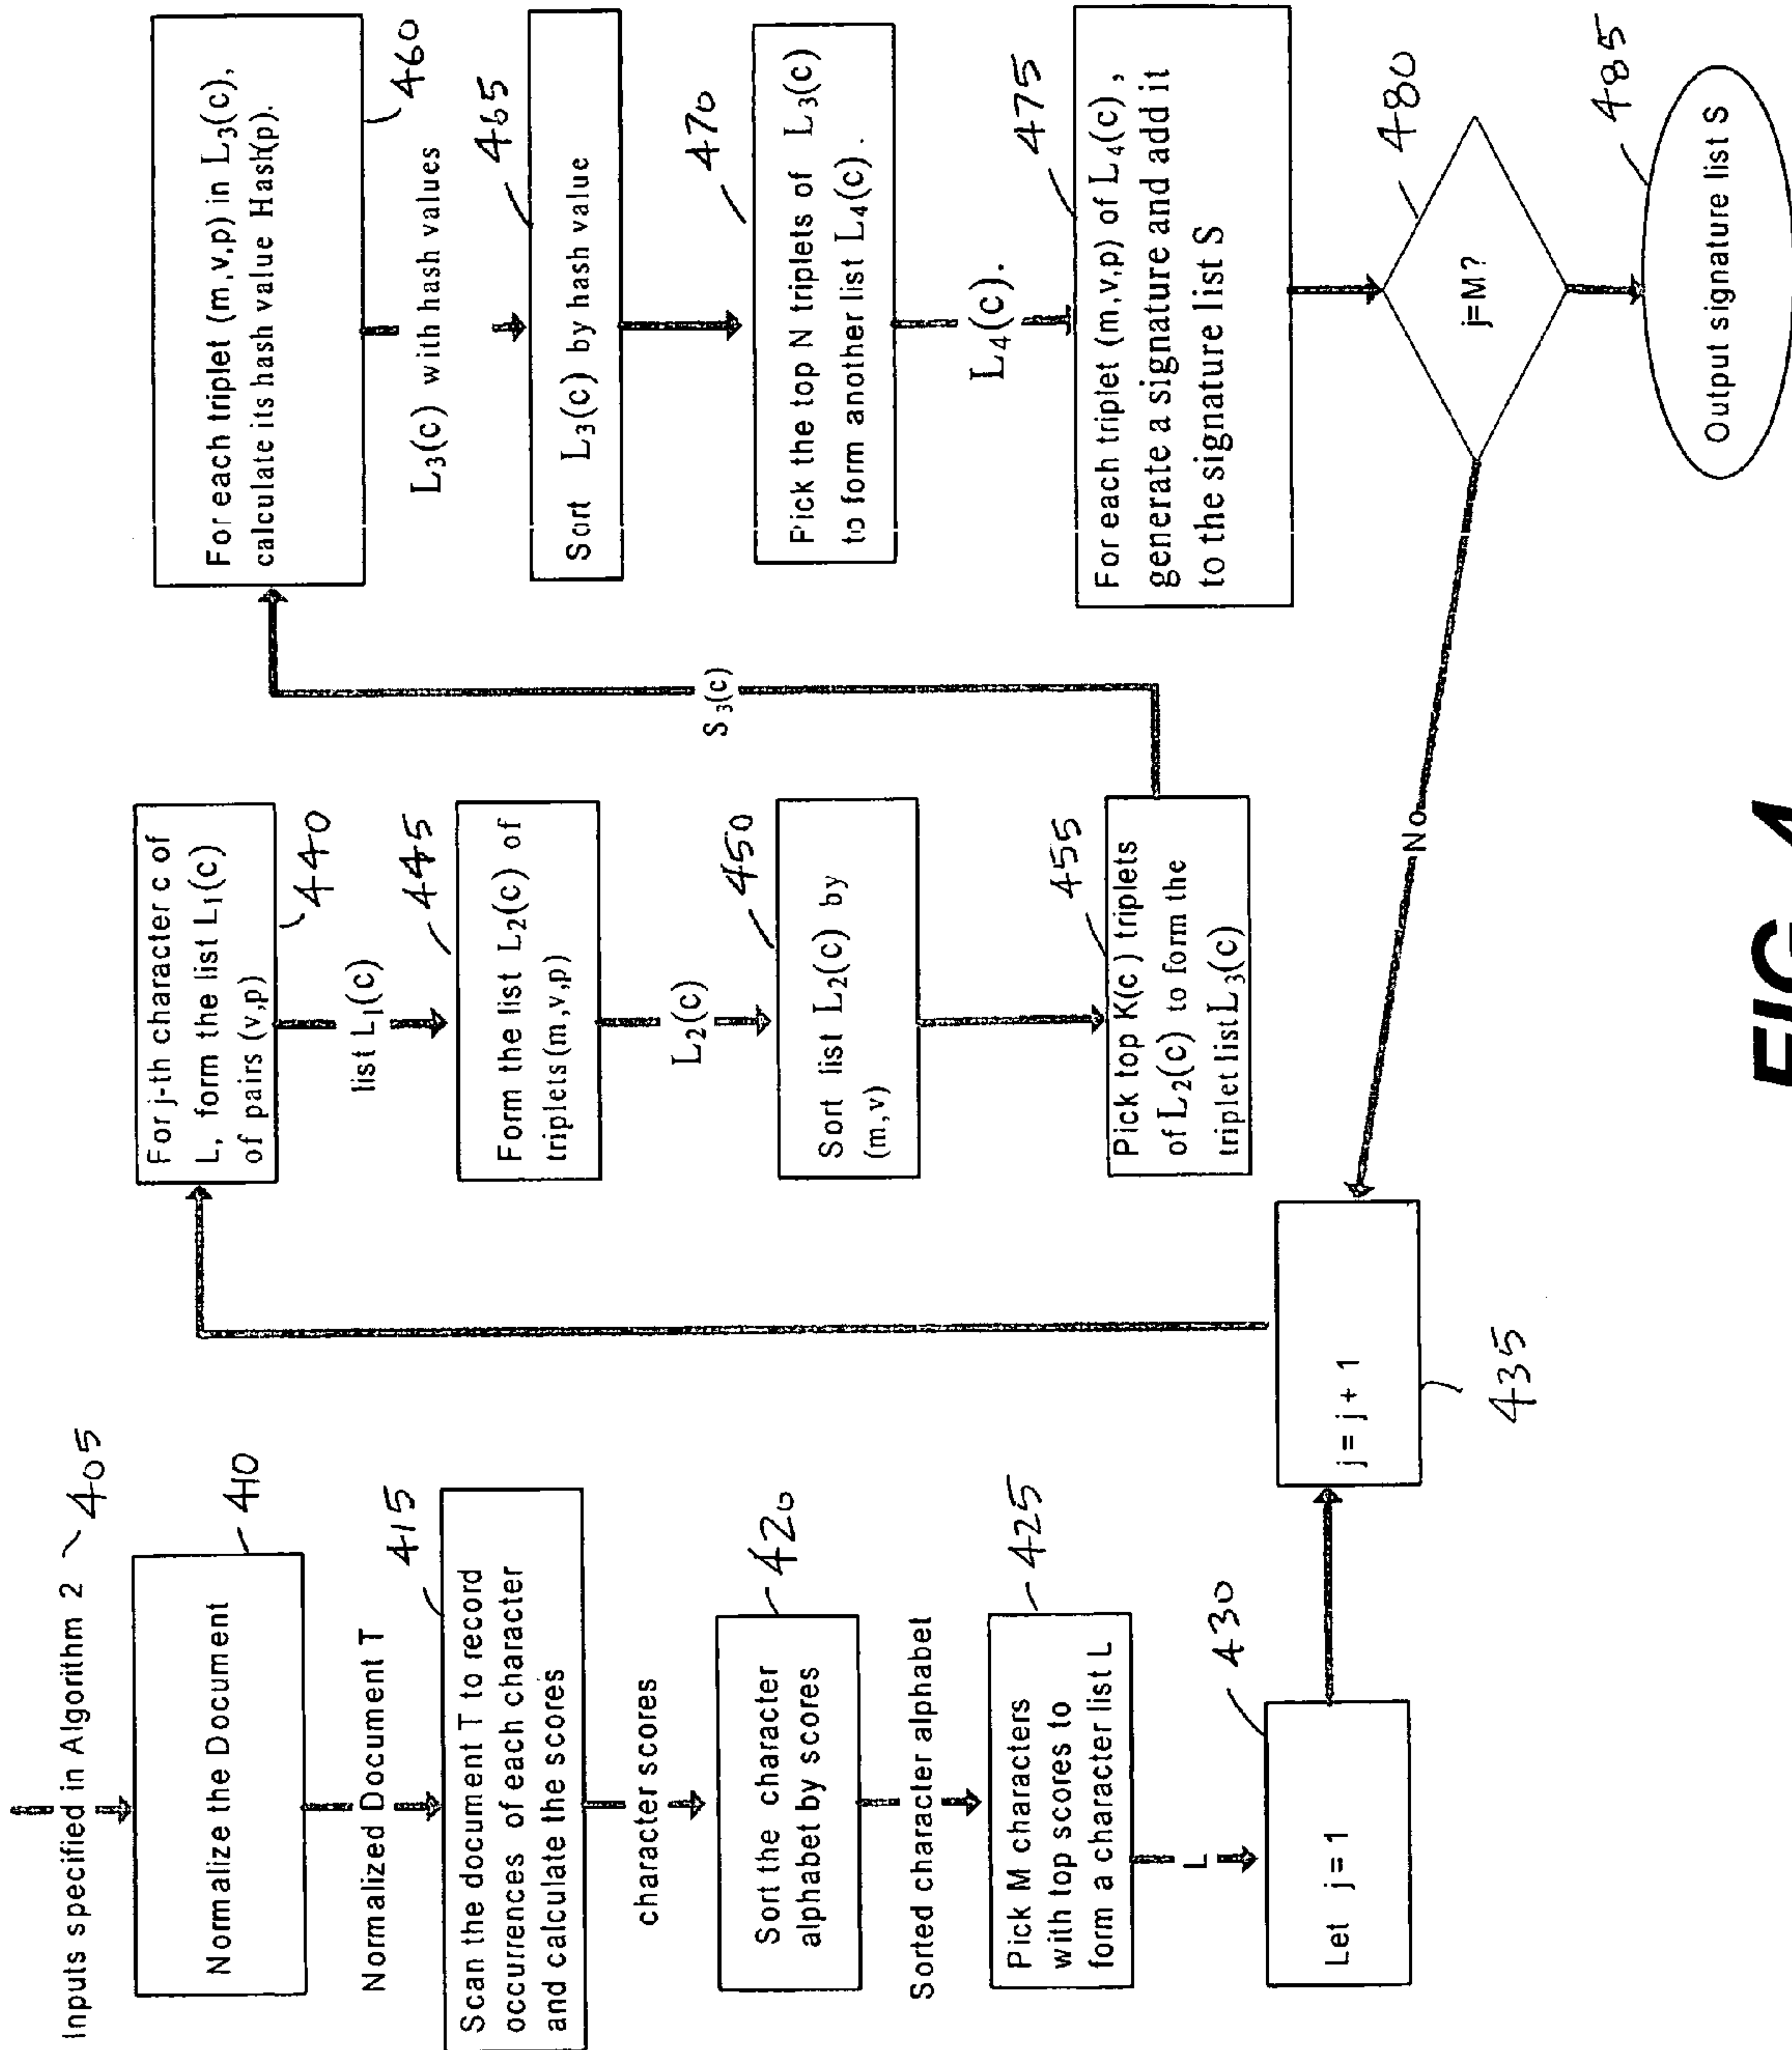 Inputs specified in Algorithm 2
405
Normalize the Document
410
Normalized Document T
Scan the document T to record
occurrences of each character
and calculate the scores
415
character scores
Sort the character
alphabet by scores
420
Sorted character alphabet
Pick M characters
with top scores to
form a character list L
425
L
Let j=1
430
j = j + 1
435
For j-th character c of
L, form the list L₁(c)
of pairs (v,p)
440
list L₁(c)
Form the list L₂(c) of
triplets (m,v,p)
445
L₂(c)
Sort list L₂(c) by
(m,v)
450
Pick top K(c) triplets
of L₂(c) to form the
triplet list L₃(c)
455
S₃(c)
For each triplet (m,v,p) in L₃(c),
calculate its hash value Hash(p).
460
L₃(c) with hash values
Sort L₃(c) by hash value
465
Pick the top N triplets of L₃(c)
to form another list L₄(c).
470
L₄(c).
For each triplet (m,v,p) of L₄(c),
generate a signature and add it
to the signature list S
475
j=M?
480
No
Output signature list S
485
FIG. 4